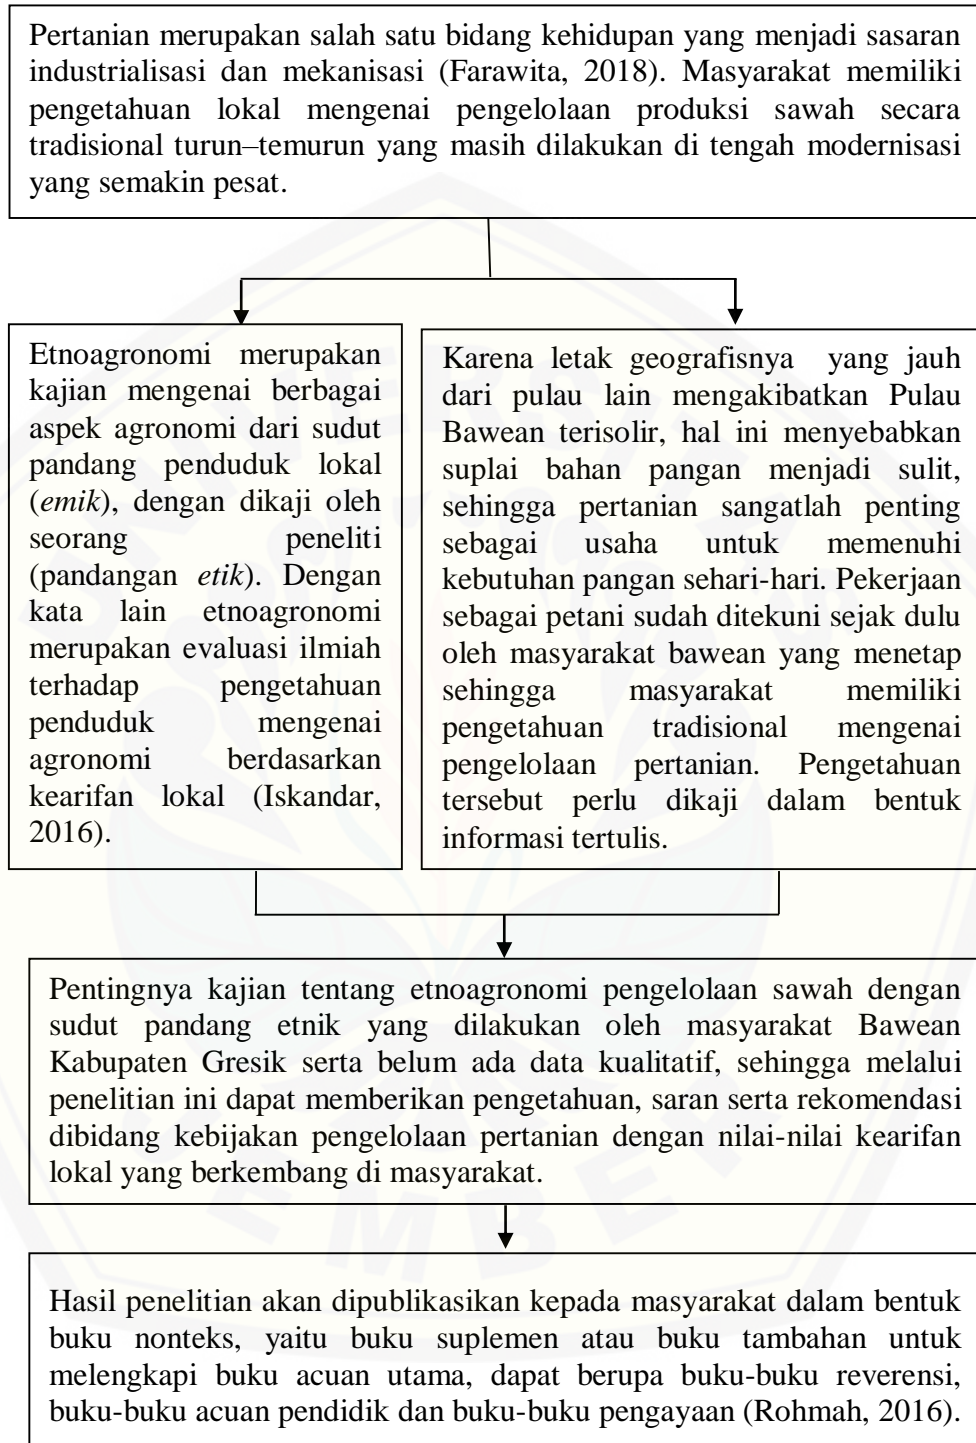 Pertanian merupakan salah satu bidang kehidupan yang menjadi sasaran
industrialisasi dan mekanisasi (Farawita, 2018). Masyarakat memiliki
pengetahuan lokal mengenai pengelolaan produksi sawah secara
tradisional turun–temurun yang masih dilakukan di tengah modernisasi
yang semakin pesat.
Etnoagronomi merupakan
kajian mengenai berbagai
aspek agronomi dari sudut
pandang penduduk lokal
(emik), dengan dikaji oleh
seorang peneliti
(pandangan etik). Dengan
kata lain etnoagronomi
merupakan evaluasi ilmiah
terhadap pengetahuan
penduduk mengenai
agronomi berdasarkan
kearifan lokal (Iskandar,
2016).
Karena letak geografisnya yang jauh
dari pulau lain mengakibatkan Pulau
Bawean terisolir, hal ini menyebabkan
suplai bahan pangan menjadi sulit,
sehingga pertanian sangatlah penting
sebagai usaha untuk memenuhi
kebutuhan pangan sehari-hari. Pekerjaan
sebagai petani sudah ditekuni sejak dulu
oleh masyarakat bawean yang menetap
sehingga masyarakat memiliki
pengetahuan tradisional mengenai
pengelolaan pertanian. Pengetahuan
tersebut perlu dikaji dalam bentuk
informasi tertulis.
Pentingnya kajian tentang etnoagronomi pengelolaan sawah dengan
sudut pandang etnik yang dilakukan oleh masyarakat Bawean
Kabupaten Gresik serta belum ada data kualitatif, sehingga melalui
penelitian ini dapat memberikan pengetahuan, saran serta rekomendasi
dibidang kebijakan pengelolaan pertanian dengan nilai-nilai kearifan
lokal yang berkembang di masyarakat.
Hasil penelitian akan dipublikasikan kepada masyarakat dalam bentuk
buku nonteks, yaitu buku suplemen atau buku tambahan untuk
melengkapi buku acuan utama, dapat berupa buku-buku reverensi,
buku-buku acuan pendidik dan buku-buku pengayaan (Rohmah, 2016).
UNIVERSITAS
JEMBER